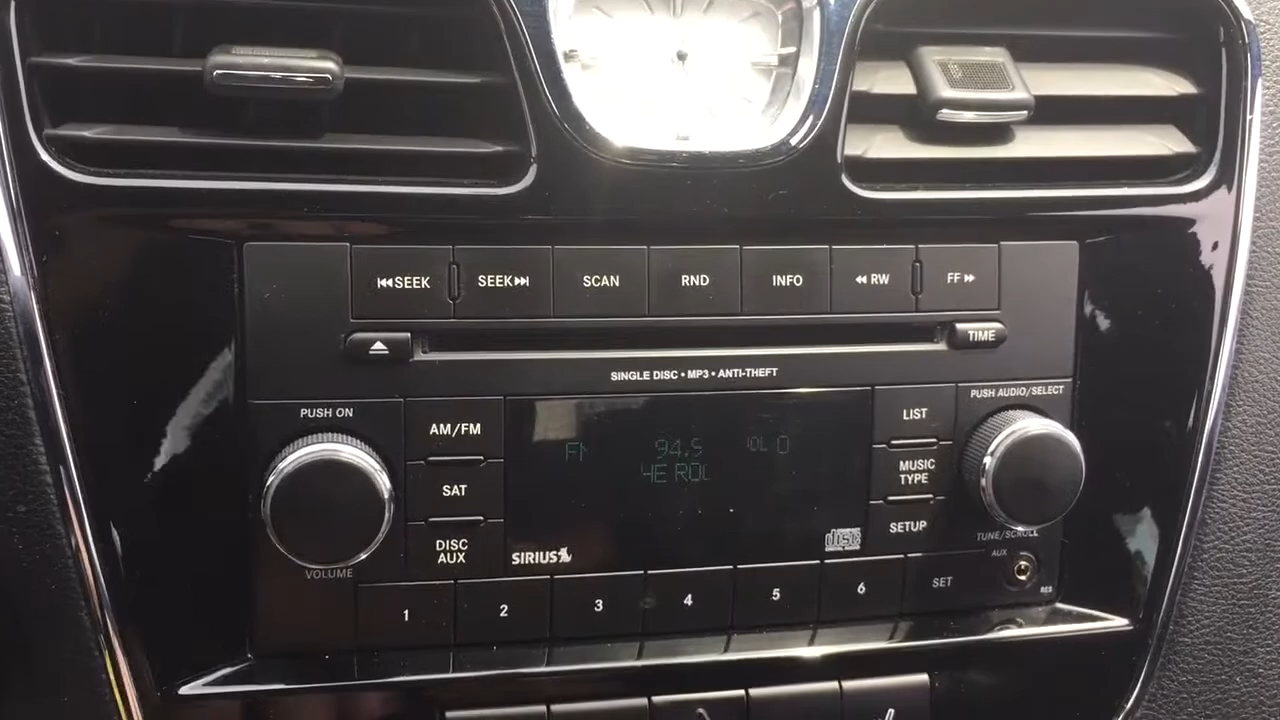 SEEK
SEEK
SCAN
RND
INFO
RW
FF
TIME
SINGLE DISC • MP3 • ANTI-THEFT
PUSH ON
VOLUME
AM/FM
SAT
DISC
AUX
94.5
SIRIUS
disc
LIST
MUSIC
TYPE
SETUP
PUSH AUDIO/SELECT
TUNE/SCROLL
AUX
1
2
3
4
5
6
SET
RES